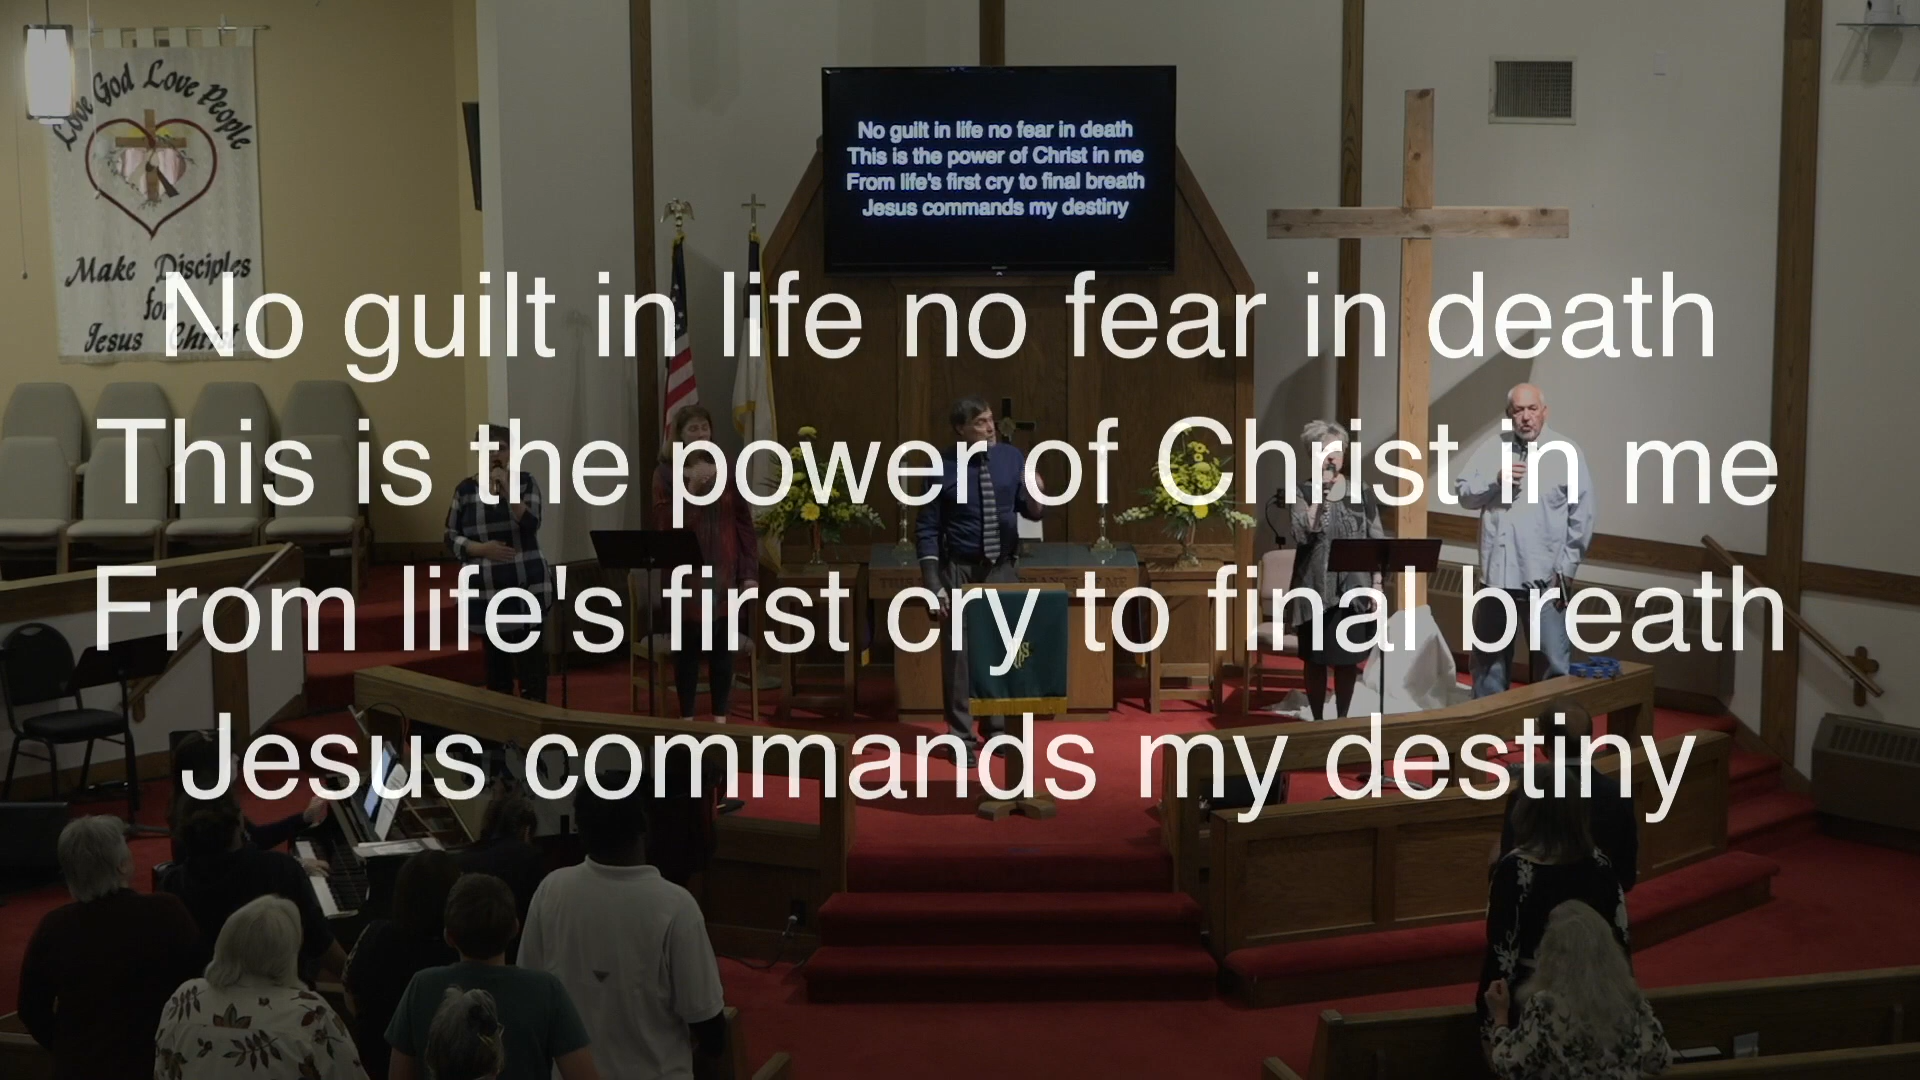 Love God Love People
Make Disciples
for
Jesus Christ
No guilt in life no fear in death
This is the power of Christ in me
From life's first cry to final breath
Jesus commands my destiny
No guilt in life no fear in death
This is the power of Christ in me
From life's first cry to final breath
Jesus commands my destiny